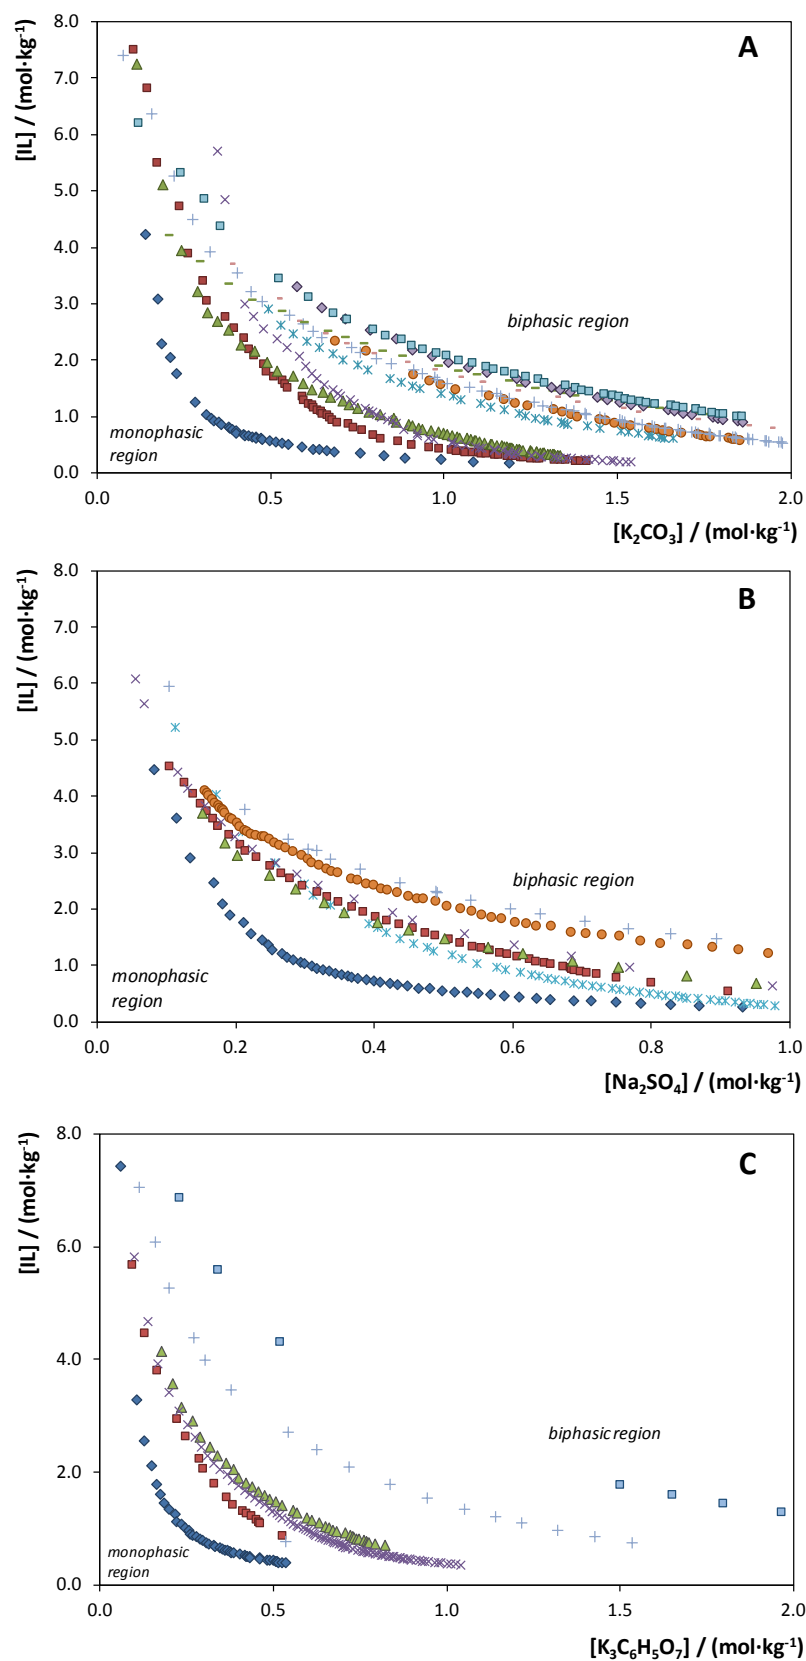 A
[IL] / (mol·kg⁻¹)
8.0
7.0
6.0
5.0
4.0
3.0
2.0
1.0
0.0
biphasic region
monophasic
region
0.0 0.5 1.0 1.5 2.0
[K₂CO₃] / (mol·kg⁻¹)
B
[IL] / (mol·kg⁻¹)
8.0
7.0
6.0
5.0
4.0
3.0
2.0
1.0
0.0
biphasic region
monophasic
region
0.0 0.2 0.4 0.6 0.8 1.0
[Na₂SO₄] / (mol·kg⁻¹)
C
[IL] / (mol·kg⁻¹)
8.0
6.0
4.0
2.0
0.0
biphasic region
monophasic
region
0.0 0.5 1.0 1.5 2.0
[K₃C₆H₅O₇] / (mol·kg⁻¹)